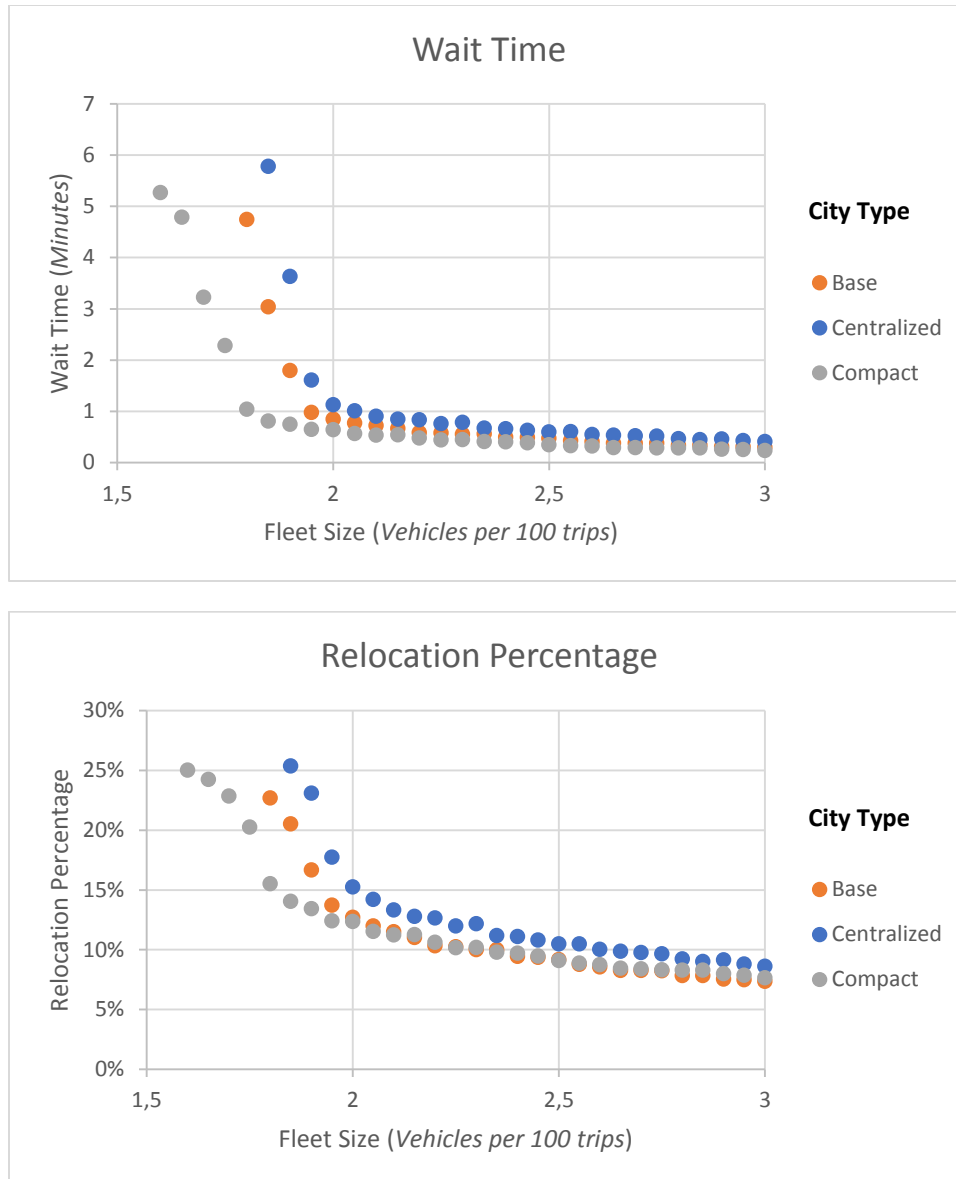 Wait Time
7
6
5
4
3
2
1
0
Wait Time (Minutes)
1,5 2 2,5 3
Fleet Size (Vehicles per 100 trips)
City Type
Base
Centralized
Compact
Relocation Percentage
30%
25%
20%
15%
10%
5%
0%
Relocation Percentage
1,5 2 2,5 3
Fleet Size (Vehicles per 100 trips)
City Type
Base
Centralized
Compact